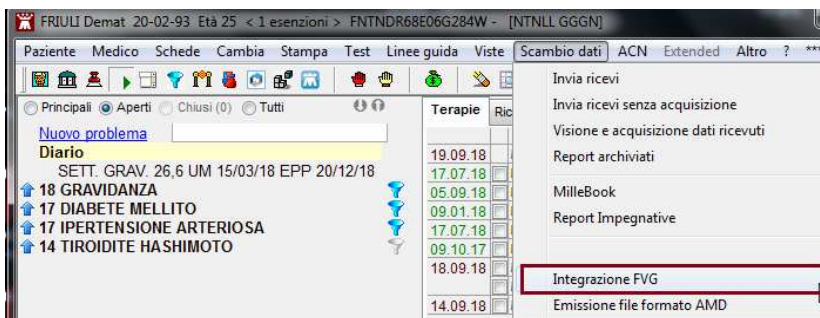 FRIULI Demat 20-02-93 Età 25 < 1 esenzioni > FNTNDR68E06G284W - [NTNLL GGGN]
Paziente Medico Schede Cambia Stampa Test Linee guida Viste Scambio dati ACN Extended Altro ?
Principali Aperti Chiusi (0) Tutti
Nuovo problema
Diario
SETT. GRAV. 26,6 UM 15/03/18 EPP 20/12/18
18 GRAVIDANZA
17 DIABETE MELLITO
17 IPERTENSIONE ARTERIOSA
14 TIROIDITE HASHIMOTO
Terapie Ric
19.09.18
17.07.18
05.09.18
09.01.18
17.07.18
09.10.17
18.09.18
14.09.18
Invia ricevi
Invia ricevi senza acquisizione
Visione e acquisizione dati ricevuti
Report archiviati
MilleBook
Report Impegnative
Integrazione FVG
Emissione file formato AMD